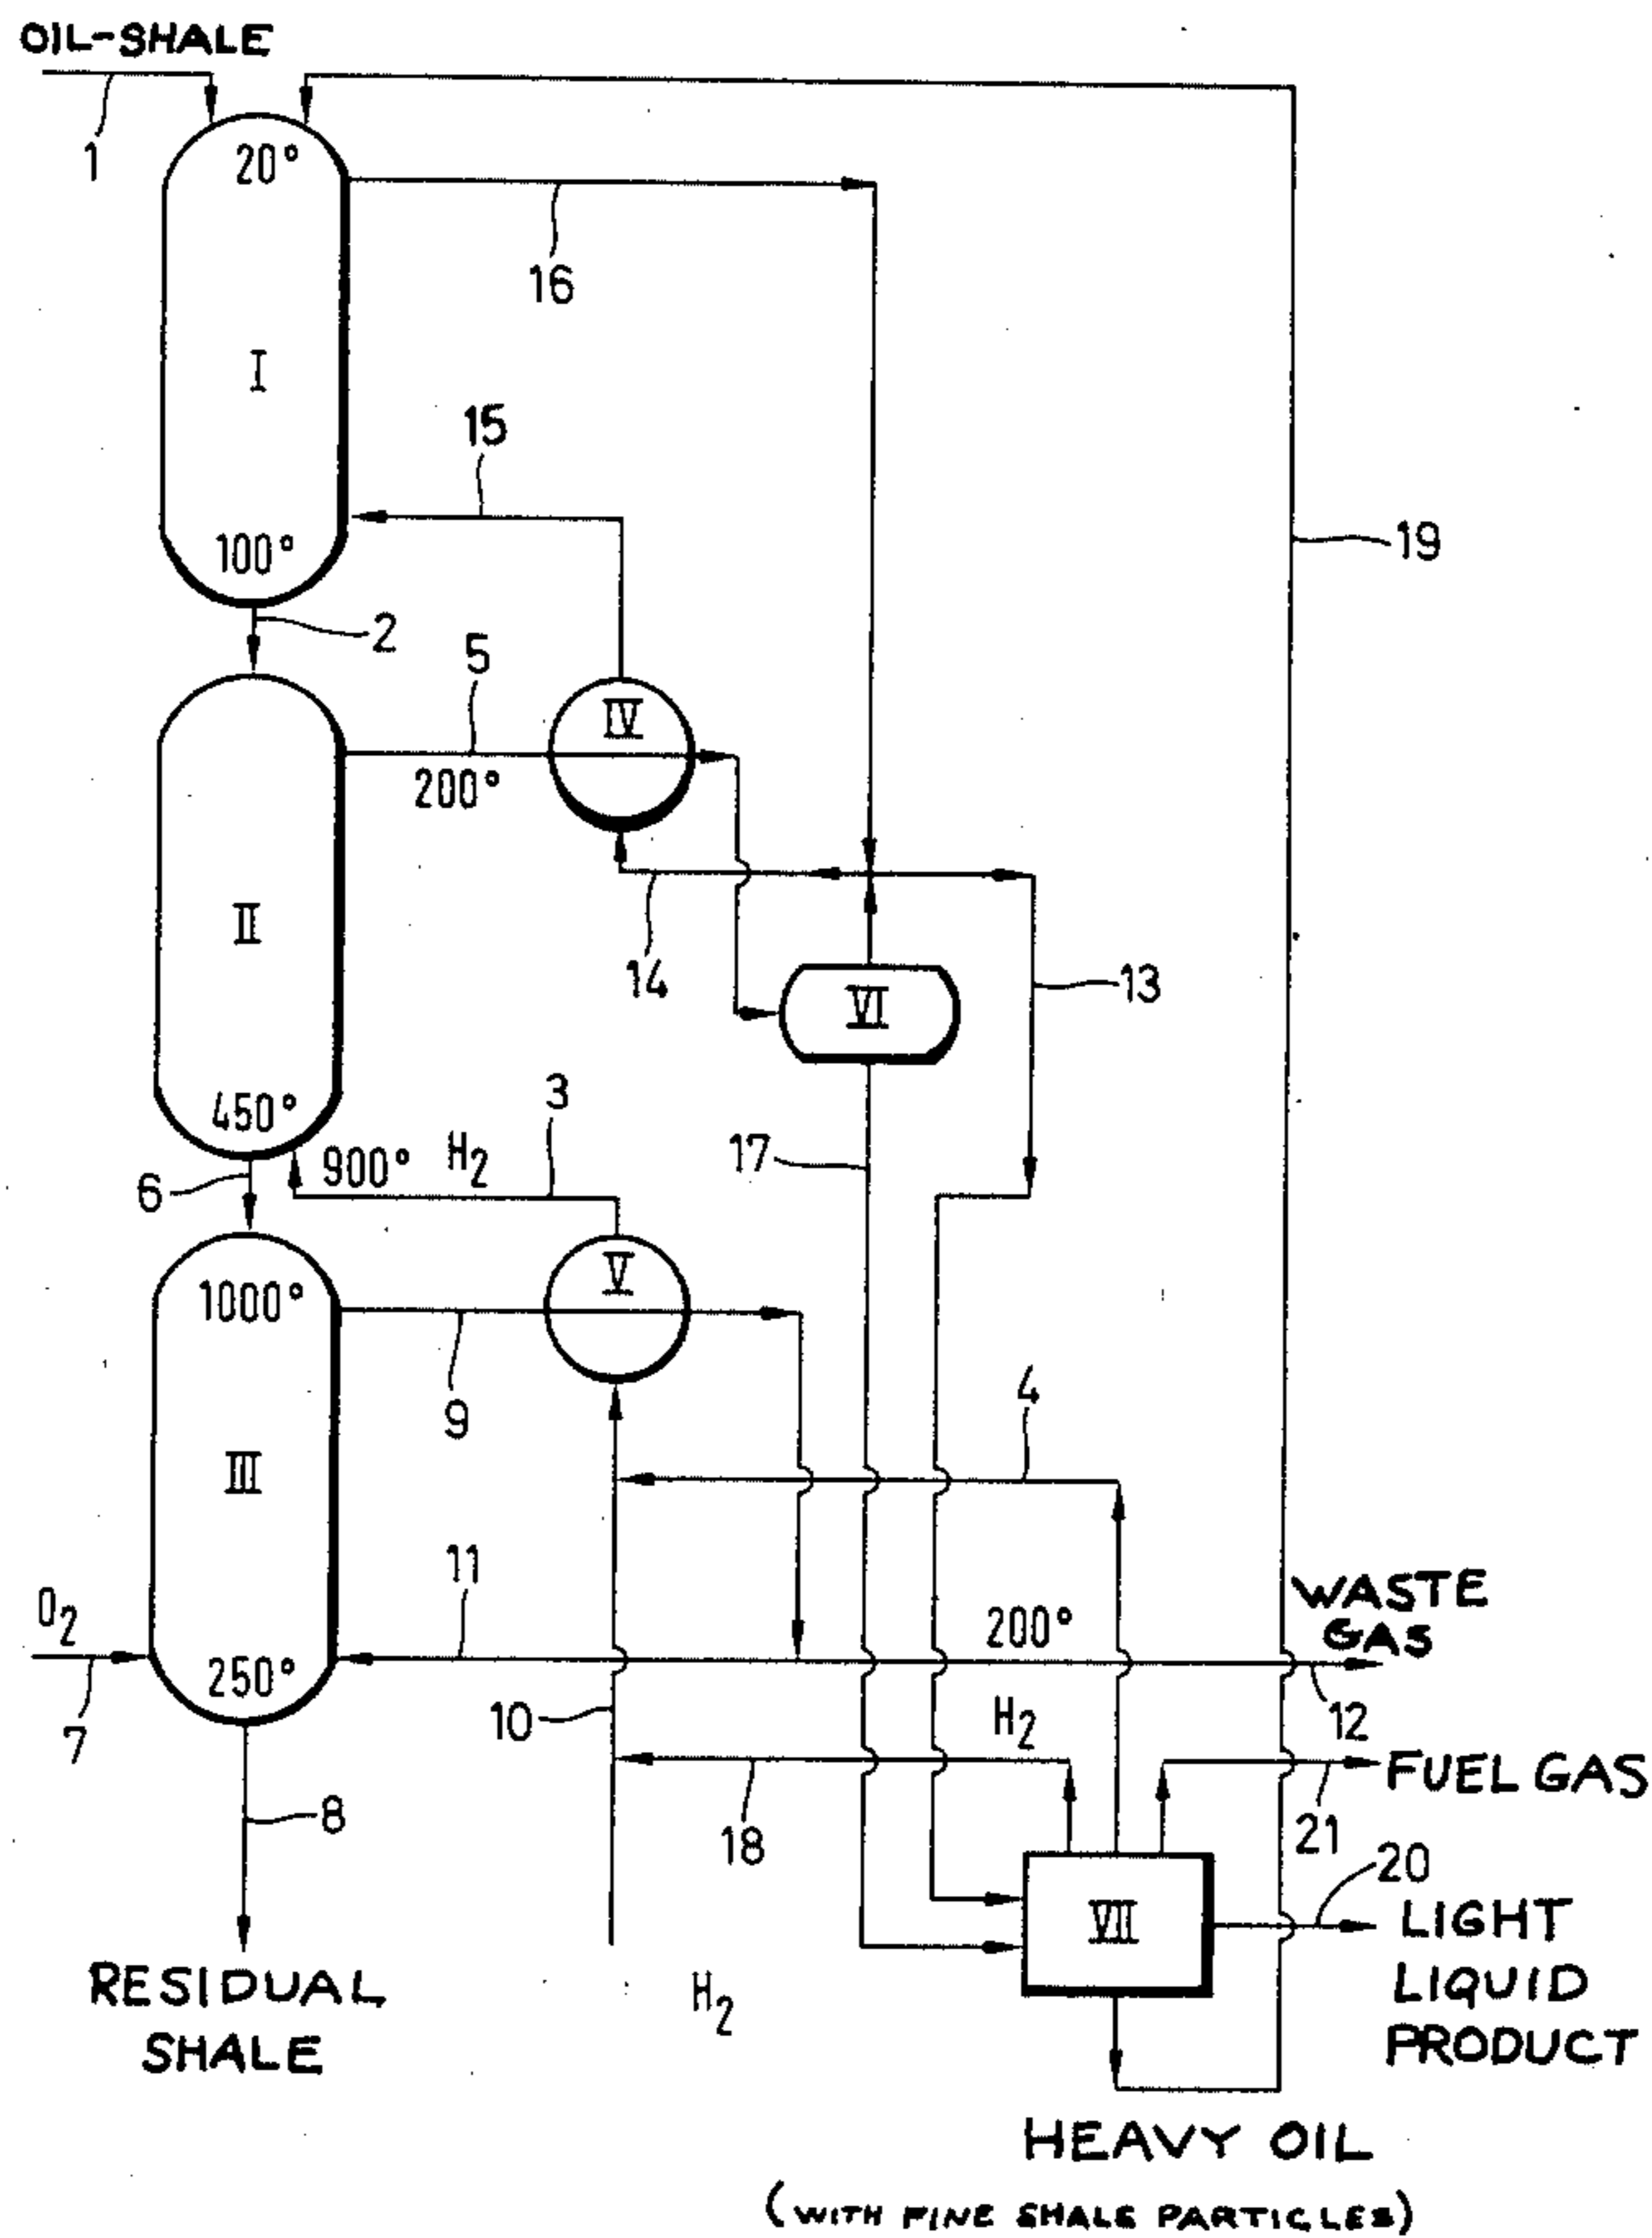 OIL-SHALE
1
20°
16
I
15
100°
19
2
5
IV
200°
II
14
VI
13
450°
3
17
900°
H2
6
V
1000°
9
4
III
11
O2
200°
WASTE
GAS
250°
7
10
12
H2
FUEL GAS
8
18
21
20
VII
LIGHT
LIQUID
PRODUCT
RESIDUAL
SHALE
H2
HEAVY OIL
(WITH FINE SHALE PARTICLES)